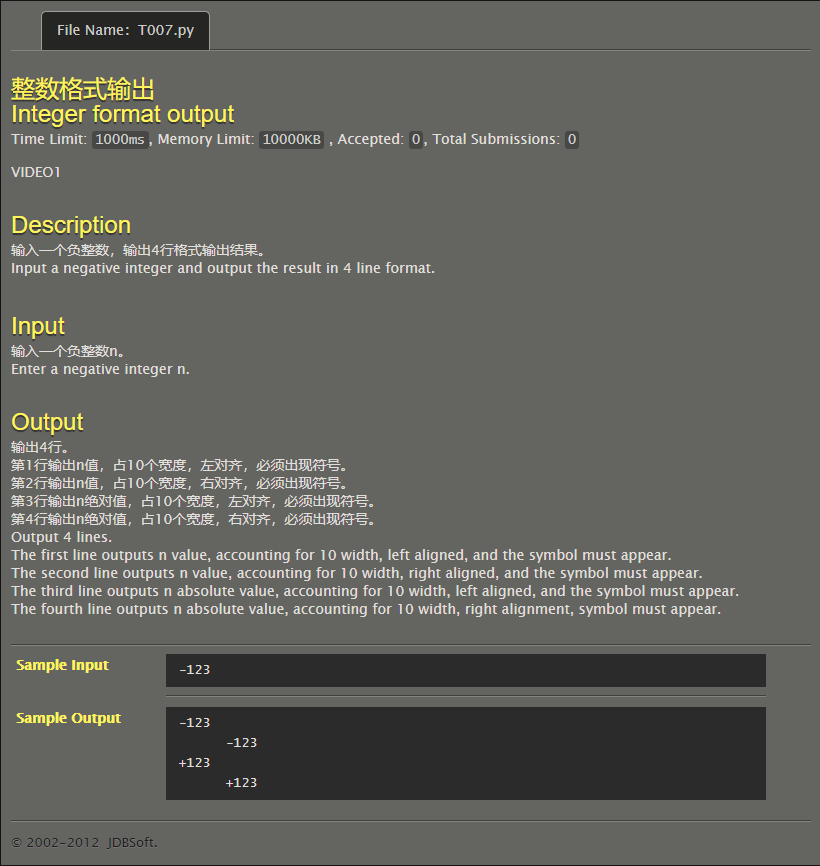 File Name: T007.py
整数格式输出
Integer format output
Time Limit: 1000ms, Memory Limit: 10000KB , Accepted: 0, Total Submissions: 0
VIDEO1
Description
输入一个负整数，输出4行格式输出结果。
Input a negative integer and output the result in 4 line format.
Input
输入一个负整数n。
Enter a negative integer n.
Output
输出4行。
第1行输出n值，占10个宽度，左对齐，必须出现符号。
第2行输出n值，占10个宽度，右对齐，必须出现符号。
第3行输出n绝对值，占10个宽度，左对齐，必须出现符号。
第4行输出n绝对值，占10个宽度，右对齐，必须出现符号。
Output 4 lines.
The first line outputs n value, accounting for 10 width, left aligned, and the symbol must appear.
The second line outputs n value, accounting for 10 width, right aligned, and the symbol must appear.
The third line outputs n absolute value, accounting for 10 width, left aligned, and the symbol must appear.
The fourth line outputs n absolute value, accounting for 10 width, right alignment, symbol must appear.
Sample Input
-123
Sample Output
-123
      -123
+123
      +123
© 2002-2012 JDBSoft.